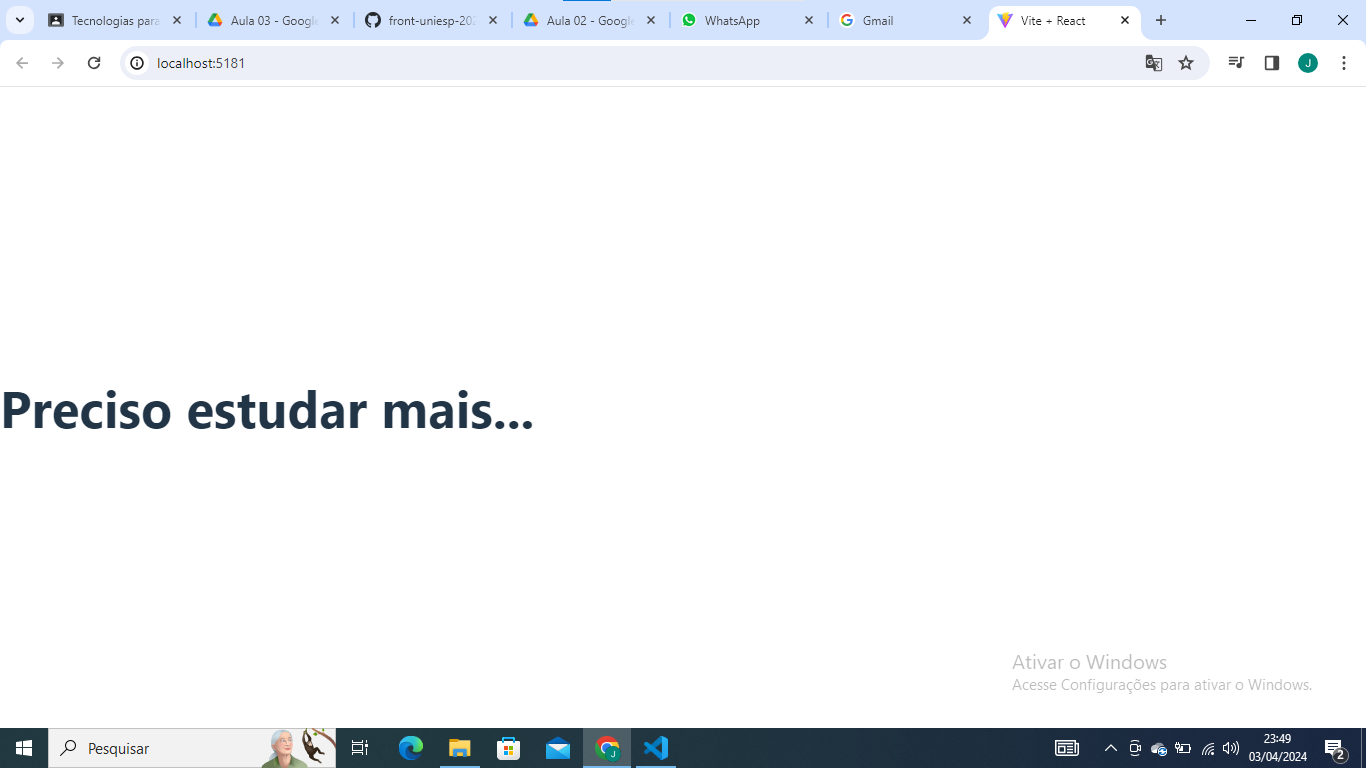 Tecnologias para
Aula 03 - Google
front-uniesp-202
Aula 02 - Google
WhatsApp
Gmail
Vite + React
localhost:5181
J
Preciso estudar mais...
Ativar o Windows
Acesse Configurações para ativar o Windows.
Pesquisar
J
23:49
03/04/2024
2